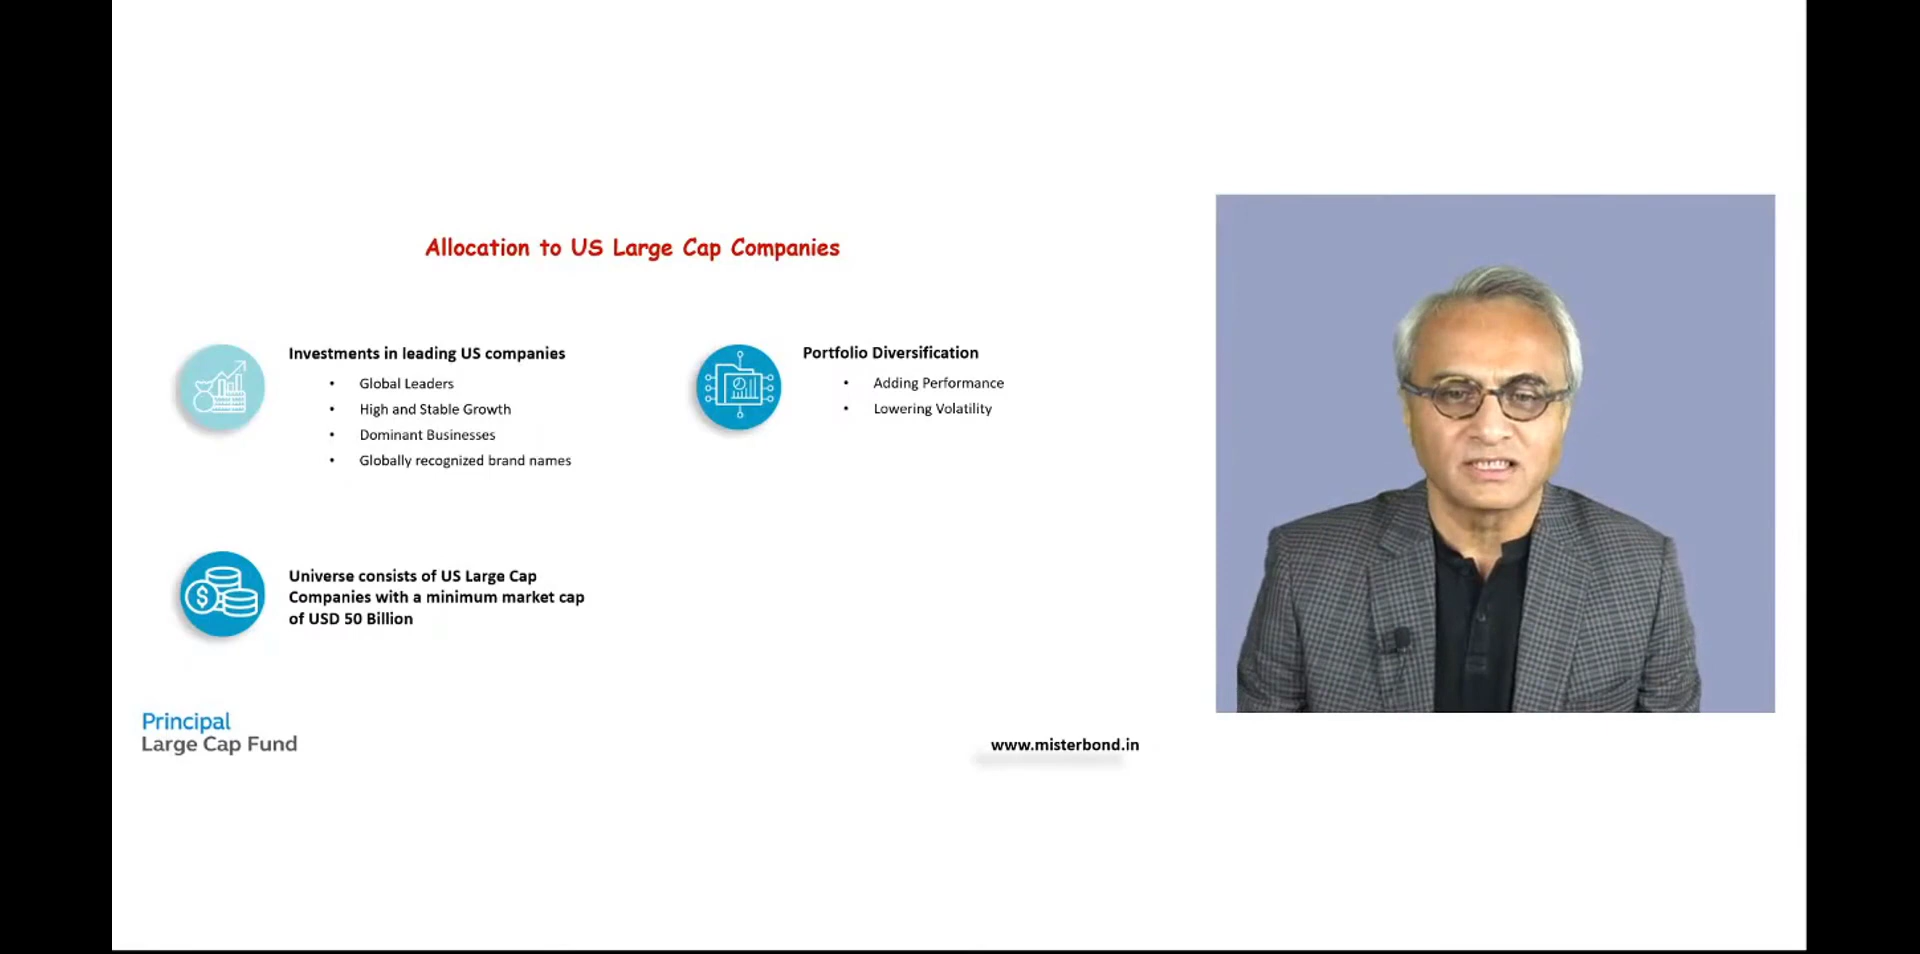 Allocation to US Large Cap Companies
Investments in leading US companies
• Global Leaders
• High and Stable Growth
• Dominant Businesses
• Globally recognized brand names
Portfolio Diversification
• Adding Performance
• Lowering Volatility
$
Universe consists of US Large Cap
Companies with a minimum market cap
of USD 50 Billion
Principal
Large Cap Fund
www.misterbond.in